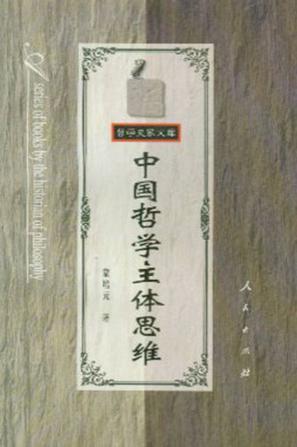 哲学史家文库
中国哲学主体思维
蒙培元 著
人民出版社
A series of books by the historian of philosophy